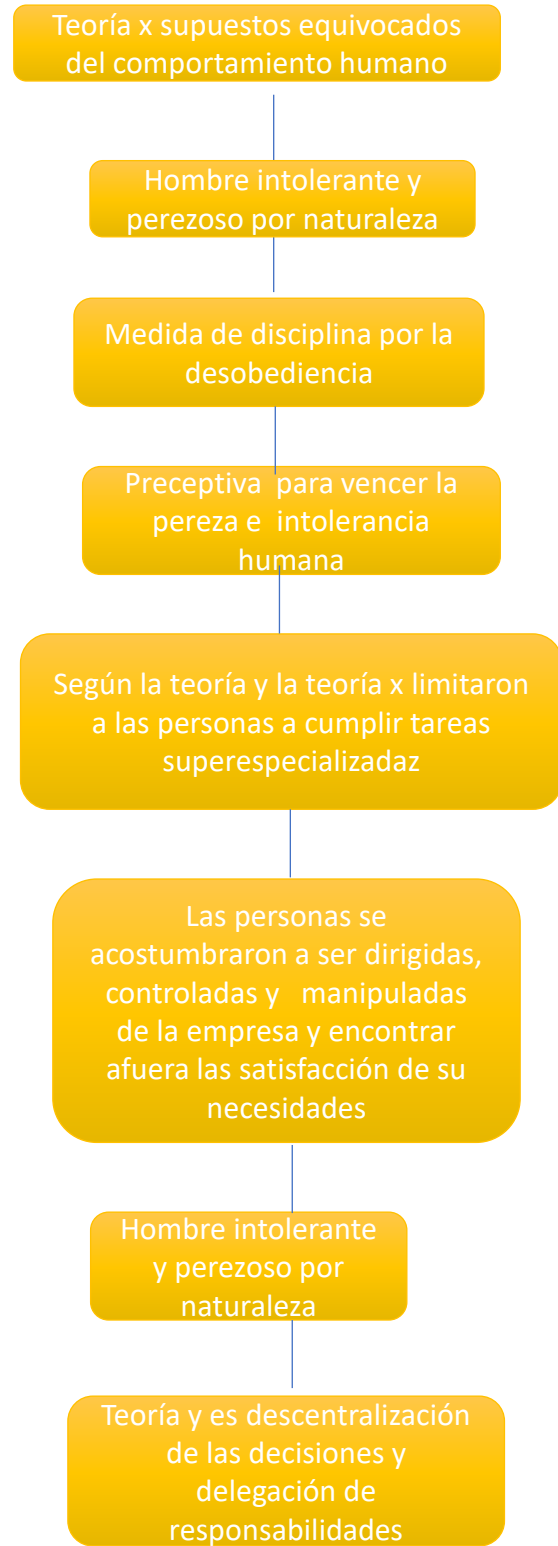 Teoría x supuestos equivocados
del comportamiento humano
Hombre intolerante y
perezoso por naturaleza
Medida de disciplina por la
desobediencia
Preceptiva para vencer la
pereza e intolerancia
humana
Según la teoría y la teoría x limitaron
a las personas a cumplir tareas
superespecializadaz
Las personas se
acostumbraron a ser dirigidas,
controladas y manipuladas
de la empresa y encontrar
afuera las satisfacción de su
necesidades
Hombre intolerante
y perezoso por
naturaleza
Teoría y es descentralización
de las decisiones y
delegación de
responsabilidades